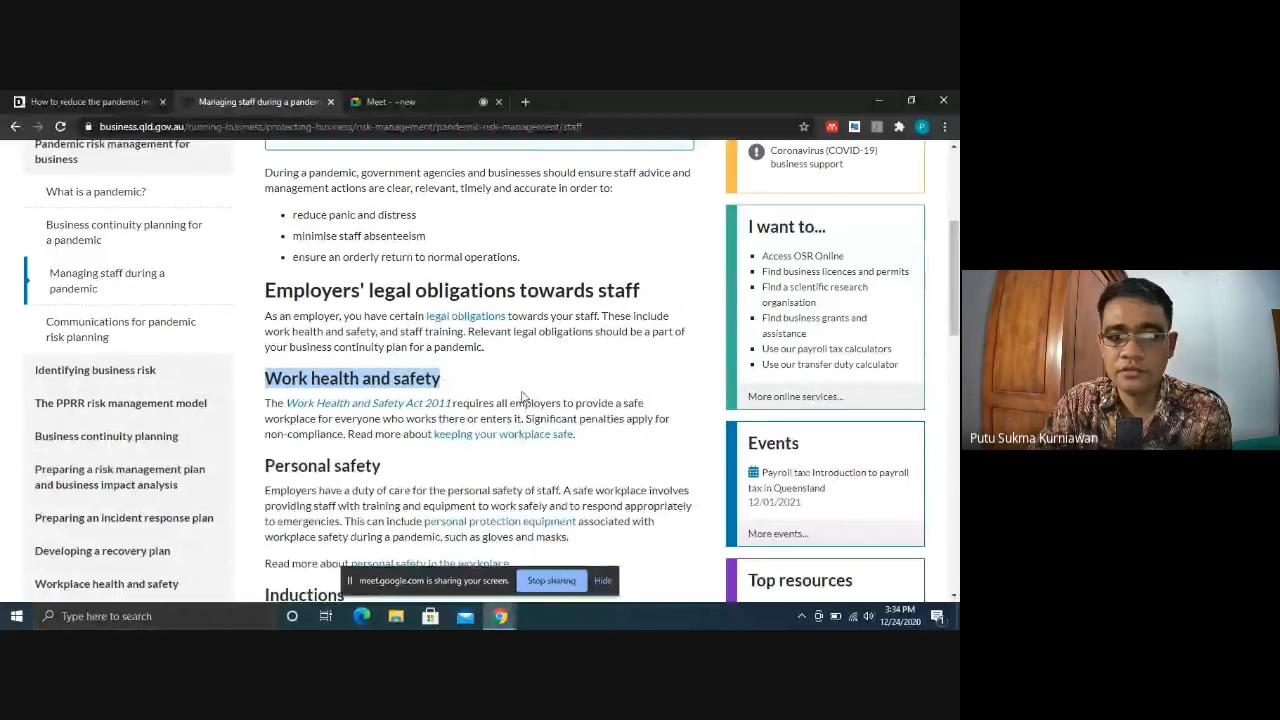 How to reduce the pandemic im
Managing staff during a pandem
Meet - -new
business.qld.gov.au/running-business/protecting-business/risk-management/pandemic-risk-management/staff
Pandemic risk management for
business
What is a pandemic?
Business continuity planning for
a pandemic
Managing staff during a
pandemic
Communications for pandemic
risk planning
Identifying business risk
The PPRR risk management model
Business continuity planning
Preparing a risk management plan
and business impact analysis
Preparing an incident response plan
Developing a recovery plan
Workplace health and safety
During a pandemic, government agencies and businesses should ensure staff advice and
management actions are clear, relevant, timely and accurate in order to:
• reduce panic and distress
• minimise staff absenteeism
• ensure an orderly return to normal operations.
Employers' legal obligations towards staff
As an employer, you have certain legal obligations towards your staff. These include
work health and safety, and staff training. Relevant legal obligations should be a part of
your business continuity plan for a pandemic.
Work health and safety
The Work Health and Safety Act 2011 requires all employers to provide a safe
workplace for everyone who works there or enters it. Significant penalties apply for
non-compliance. Read more about keeping your workplace safe.
Personal safety
Employers have a duty of care for the personal safety of staff. A safe workplace involves
providing staff with training and equipment to work safely and to respond appropriately
to emergencies. This can include personal protection equipment associated with
workplace safety during a pandemic, such as gloves and masks.
Read more about personal safety in the workplace.
Inductions
Coronavirus (COVID-19)
business support
I want to...
Access OSR Online
Find business licences and permits
Find a scientific research
organisation
Find business grants and
assistance
Use our payroll tax calculators
Use our transfer duty calculator
More online services...
Events
Payroll tax: Introduction to payroll
tax in Queensland
12/01/2021
More events...
Top resources
meet.google.com is sharing your screen.
Stop sharing
Hide
Type here to search
3:34 PM
12/24/2020
Putu Sukma Kurniawan